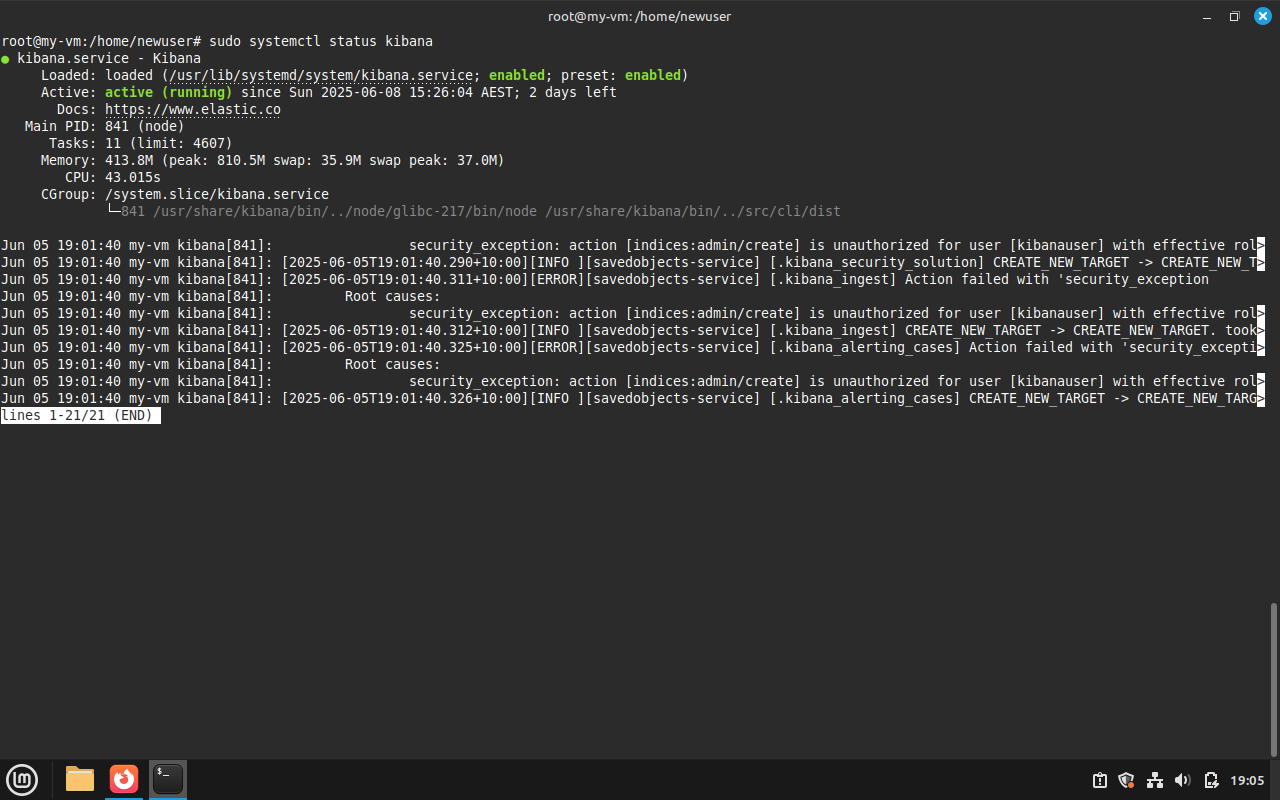 root@my-vm: /home/newuser
root@my-vm:/home/newuser# sudo systemctl status kibana
● kibana.service - Kibana
     Loaded: loaded (/usr/lib/systemd/system/kibana.service; enabled; preset: enabled)
     Active: active (running) since Sun 2025-06-08 15:26:04 AEST; 2 days left
       Docs: https://www.elastic.co
   Main PID: 841 (node)
      Tasks: 11 (limit: 4607)
     Memory: 413.8M (peak: 810.5M swap: 35.9M swap peak: 37.0M)
        CPU: 43.015s
     CGroup: /system.slice/kibana.service
             └─841 /usr/share/kibana/bin/../node/glibc-217/bin/node /usr/share/kibana/bin/../src/cli/dist
Jun 05 19:01:40 my-vm kibana[841]:                 security_exception: action [indices:admin/create] is unauthorized for user [kibanauser] with effective rol>
Jun 05 19:01:40 my-vm kibana[841]: [2025-06-05T19:01:40.290+10:00][INFO ][savedobjects-service] [.kibana_security_solution] CREATE_NEW_TARGET -> CREATE_NEW_T>
Jun 05 19:01:40 my-vm kibana[841]: [2025-06-05T19:01:40.311+10:00][ERROR][savedobjects-service] [.kibana_ingest] Action failed with 'security_exception
Jun 05 19:01:40 my-vm kibana[841]:         Root causes:
Jun 05 19:01:40 my-vm kibana[841]:                 security_exception: action [indices:admin/create] is unauthorized for user [kibanauser] with effective rol>
Jun 05 19:01:40 my-vm kibana[841]: [2025-06-05T19:01:40.312+10:00][INFO ][savedobjects-service] [.kibana_ingest] CREATE_NEW_TARGET -> CREATE_NEW_TARGET. took>
Jun 05 19:01:40 my-vm kibana[841]: [2025-06-05T19:01:40.325+10:00][ERROR][savedobjects-service] [.kibana_alerting_cases] Action failed with 'security_excepti>
Jun 05 19:01:40 my-vm kibana[841]:         Root causes:
Jun 05 19:01:40 my-vm kibana[841]:                 security_exception: action [indices:admin/create] is unauthorized for user [kibanauser] with effective rol>
Jun 05 19:01:40 my-vm kibana[841]: [2025-06-05T19:01:40.326+10:00][INFO ][savedobjects-service] [.kibana_alerting_cases] CREATE_NEW_TARGET -> CREATE_NEW_TARG>
lines 1-21/21 (END)
$_
19:05